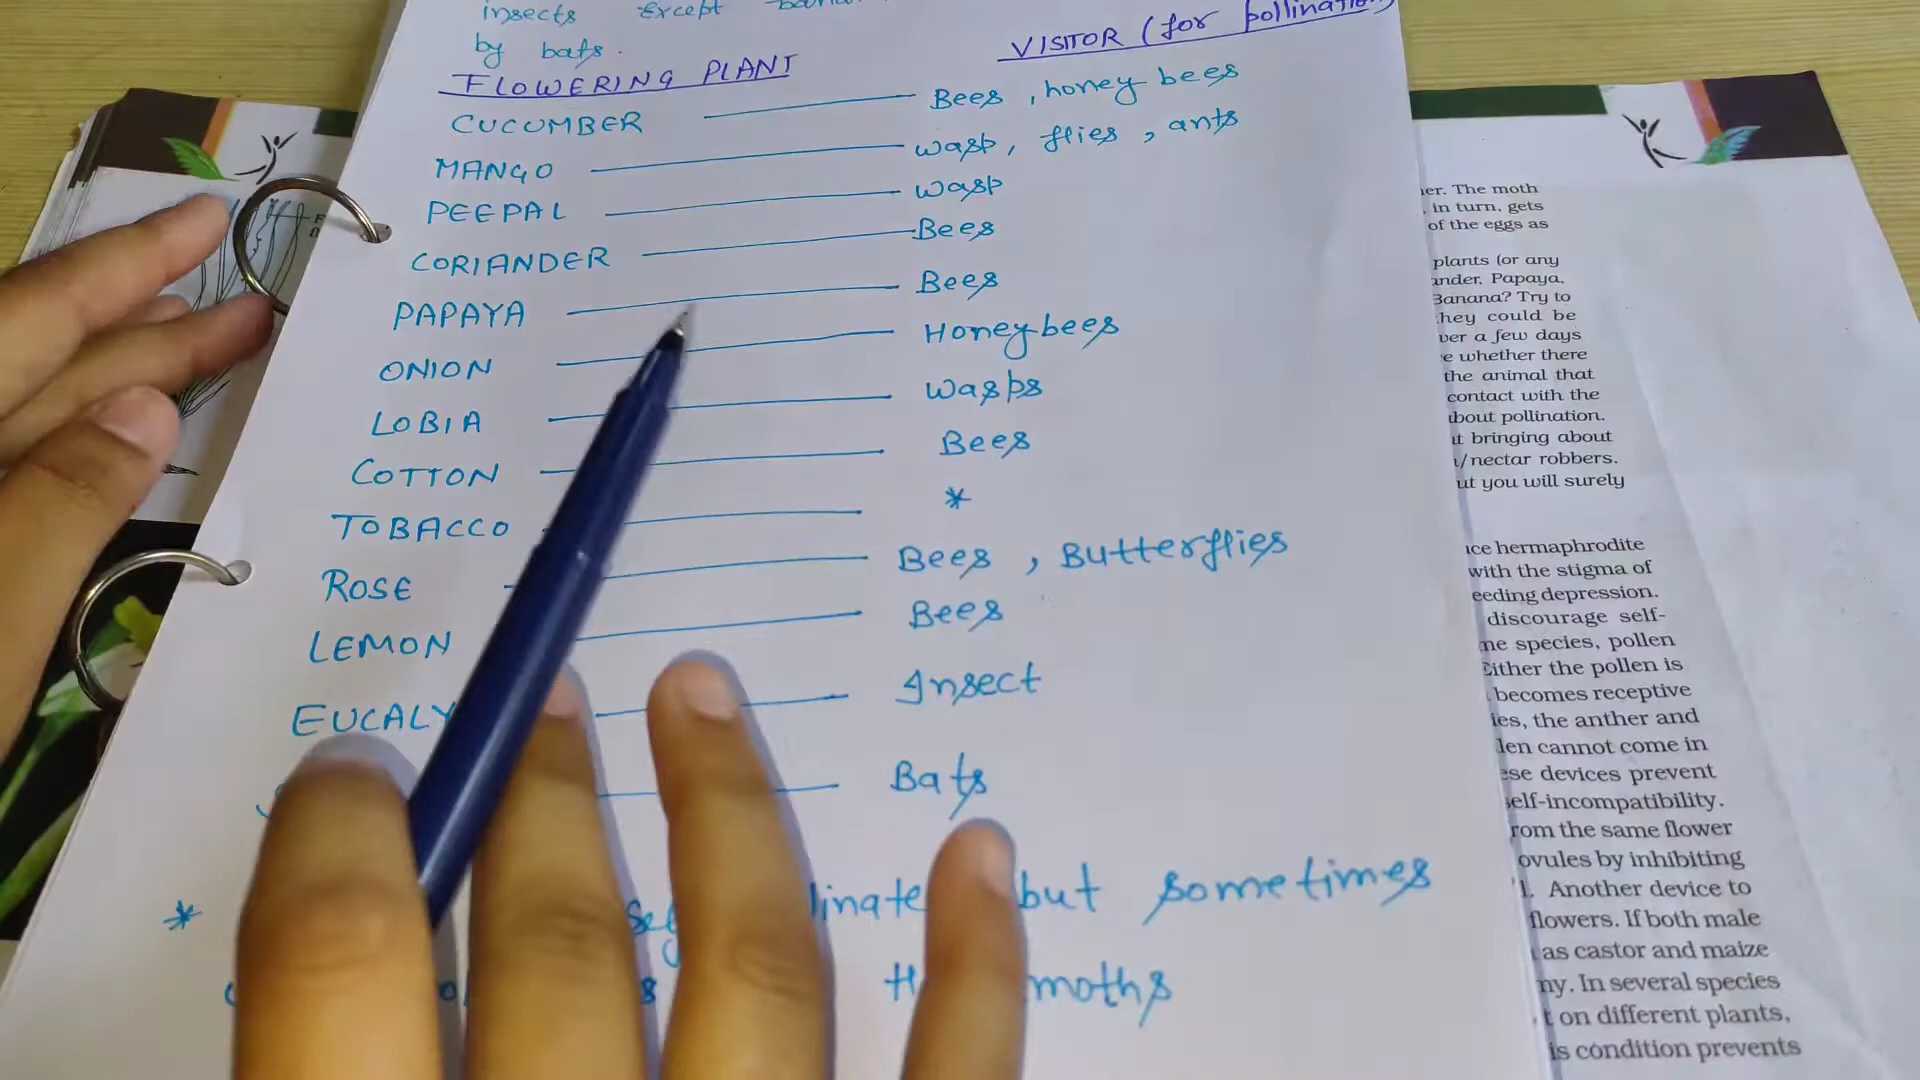 insects except
by bats.
FLOWERING PLANT VISITOR (for pollination)
CUCUMBER Bees, honey bees
MANGO wasp, flies, ants
PEEPAL wasp
CORIANDER Bees
PAPAYA Bees
ONION Honeybees
LOBIA wasps
COTTON Bees
TOBACCO *
ROSE Bees, Butterflies
LEMON Bees
EUCALY Insect
Bats
* linate but sometimes
moths
er. The moth
in turn, gets
of the eggs as
plants (or any
ander, Papaya,
Banana? Try to
hey could be
ver a few days
e whether there
the animal that
contact with the
bout pollination.
t bringing about
/nectar robbers.
ut you will surely
ice hermaphrodite
with the stigma of
eeding depression.
discourage self-
me species, pollen
Either the pollen is
becomes receptive
ies, the anther and
len cannot come in
ese devices prevent
self-incompatibility.
rom the same flower
ovules by inhibiting
1. Another device to
flowers. If both male
as castor and maize
ny. In several species
t on different plants,
is condition prevents